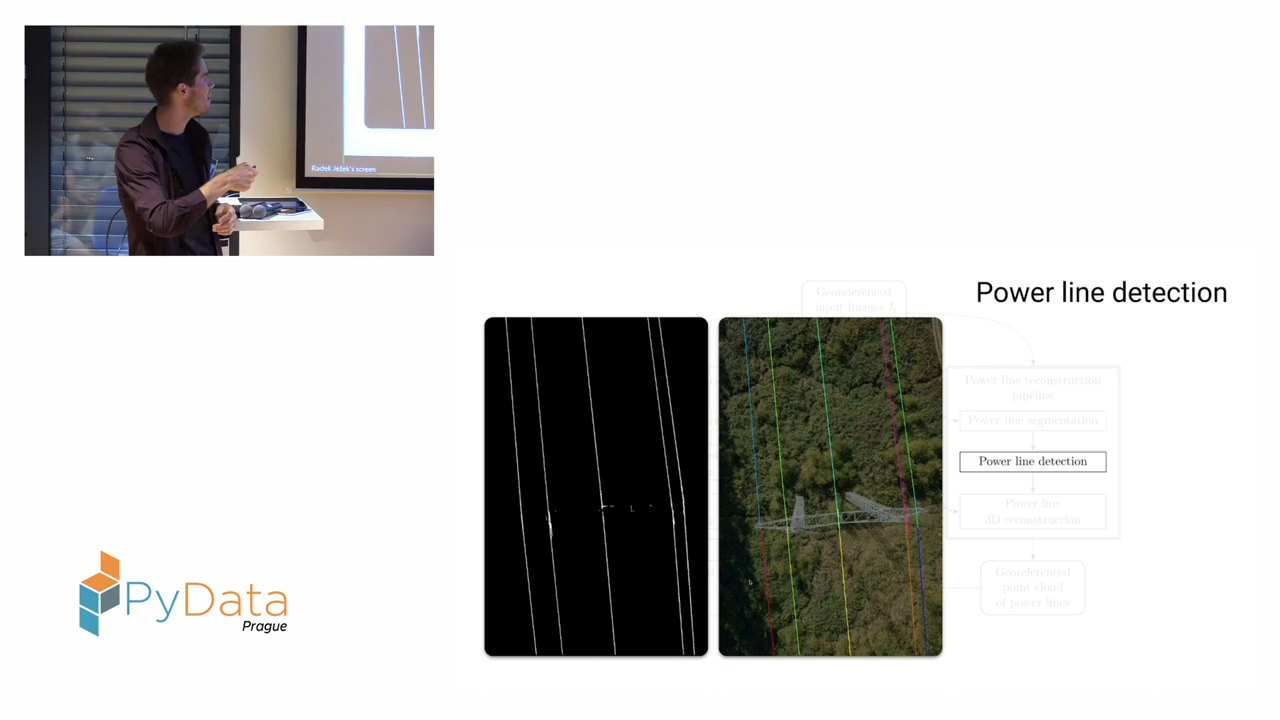 Radek Ježek's screen
Power line detection
Georeferenced
input images I
Power line reconstruction
pipeline
Power line segmentation
Power line detection
Power line
3D reconstruction
Georeferenced
point cloud
of power lines
PyData
Prague